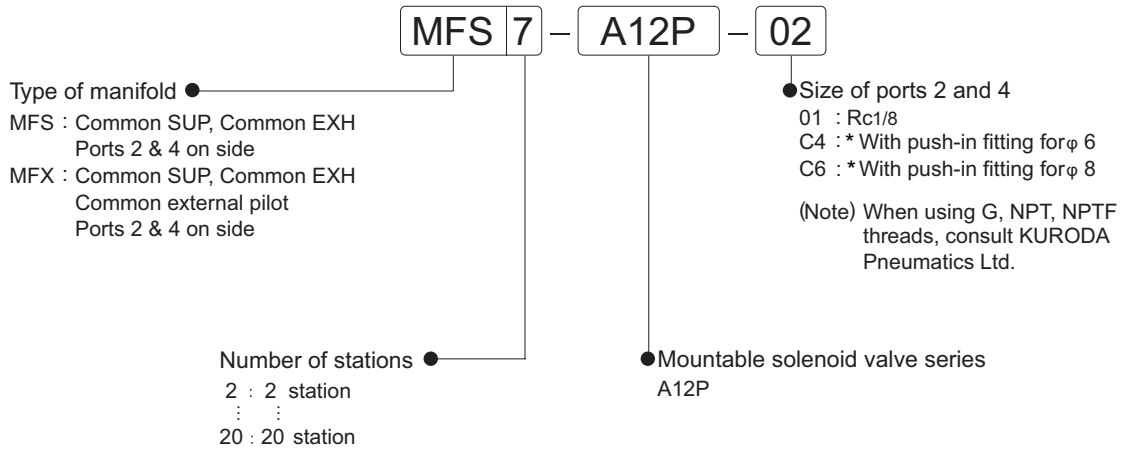 MFS 7 – A12P – 02
Type of manifold
MFS : Common SUP, Common EXH
Ports 2 & 4 on side
MFX : Common SUP, Common EXH
Common external pilot
Ports 2 & 4 on side
Size of ports 2 and 4
01 : Rc1/8
C4 : * With push-in fitting for φ 6
C6 : * With push-in fitting for φ 8
(Note) When using G, NPT, NPTF
threads, consult KURODA
Pneumatics Ltd.
Number of stations
2 : 2 station
⋮ ⋮
20 : 20 station
Mountable solenoid valve series
A12P